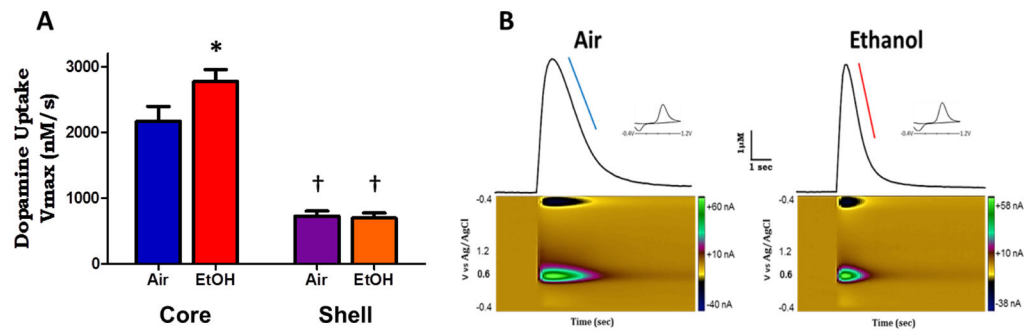 A
Dopamine Uptake
Vmax (nM/s)
3000
2000
1000
0
*
†
†
Air
EtOH
Air
EtOH
Core
Shell
B
Air
Ethanol
-0.4V
1.2V
-0.4V
1.2V
1μM
1 sec
V vs Ag/AgCl
-0.4
1.2
0.6
-0.4
+60 nA
+10 nA
-40 nA
Time (sec)
V vs Ag/AgCl
-0.4
1.2
0.6
-0.4
+58 nA
+10 nA
-38 nA
Time (sec)